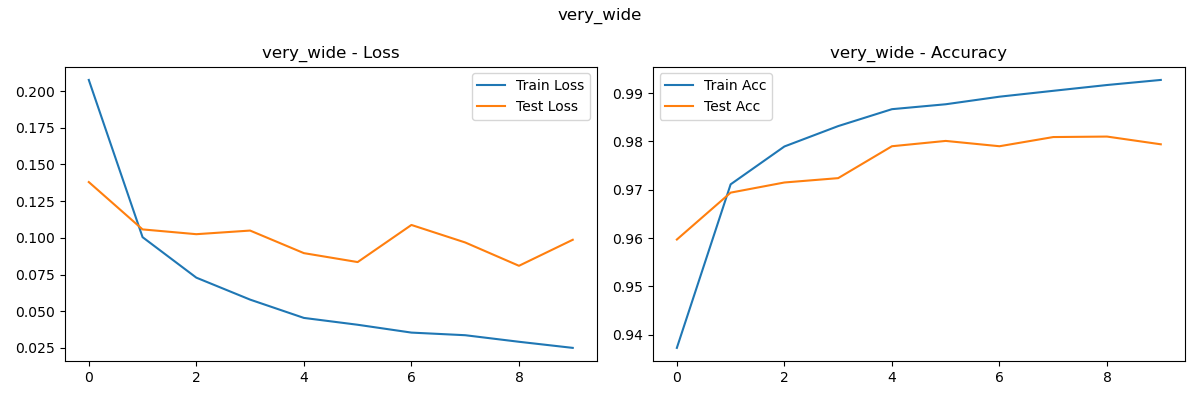 very_wide
very_wide - Loss
0.200
0.175
0.150
0.125
0.100
0.075
0.050
0.025
0 2 4 6 8
Train Loss
Test Loss
very_wide - Accuracy
0.99
0.98
0.97
0.96
0.95
0.94
0 2 4 6 8
Train Acc
Test Acc